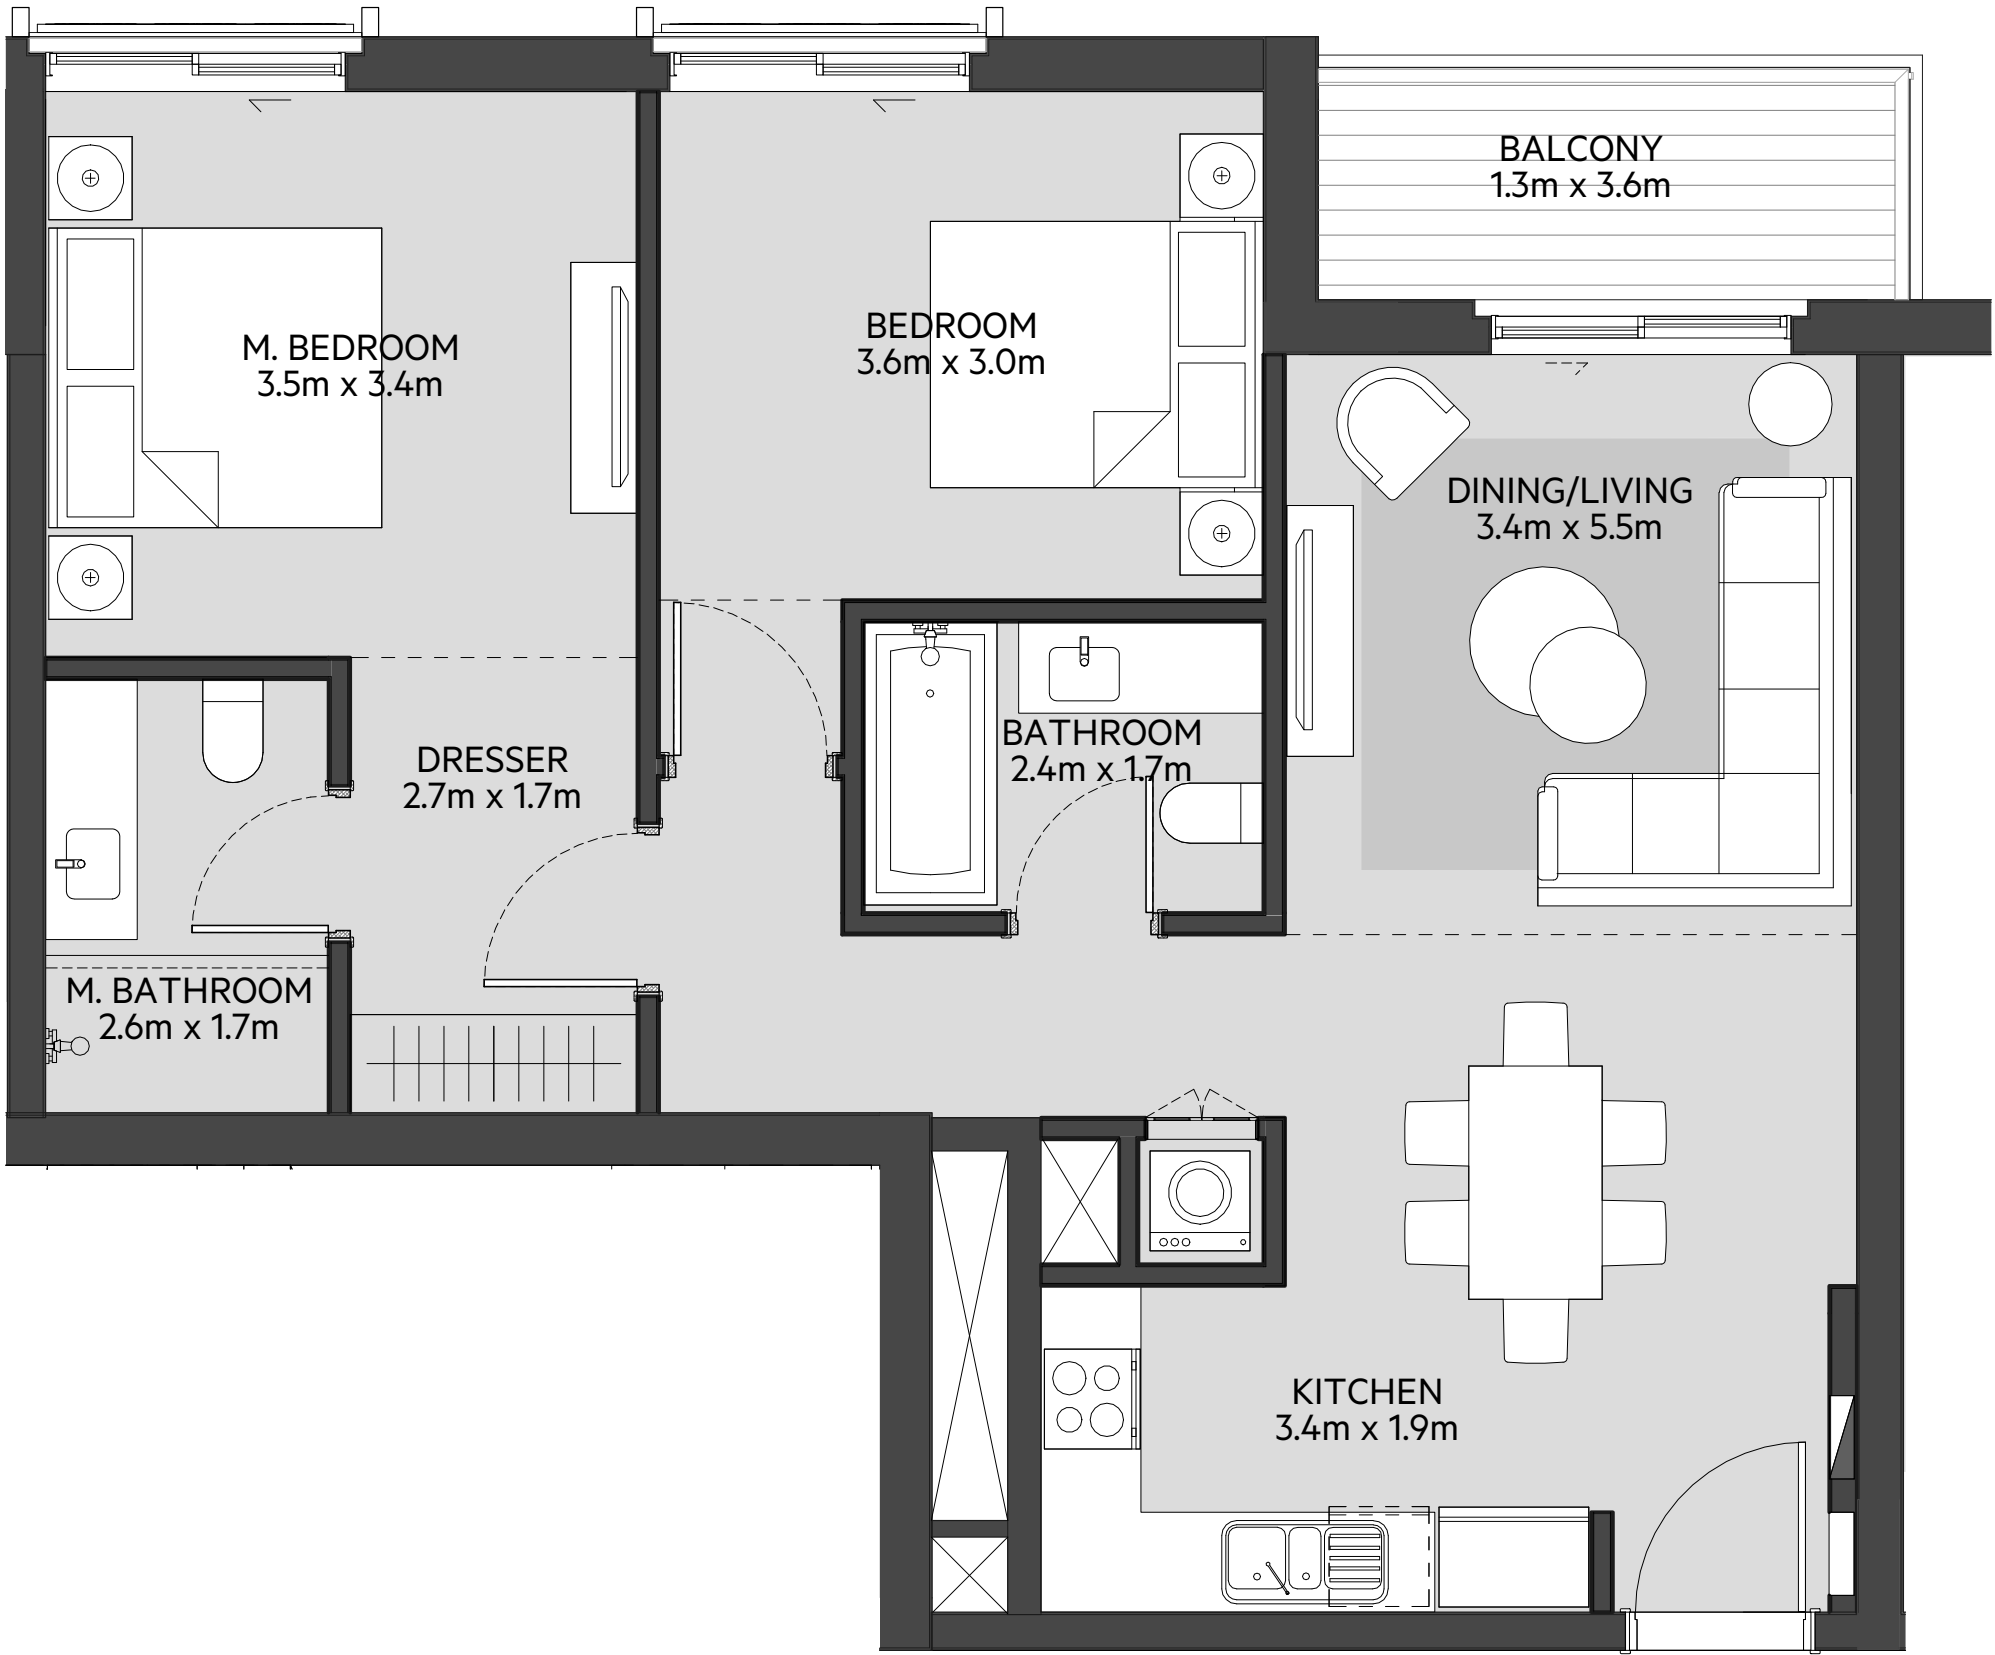 BALCONY
1.3m x 3.6m
M. BEDROOM
3.5m x 3.4m
BEDROOM
3.6m x 3.0m
DINING/LIVING
3.4m x 5.5m
DRESSER
2.7m x 1.7m
BATHROOM
2.4m x 1.7m
M. BATHROOM
2.6m x 1.7m
KITCHEN
3.4m x 1.9m